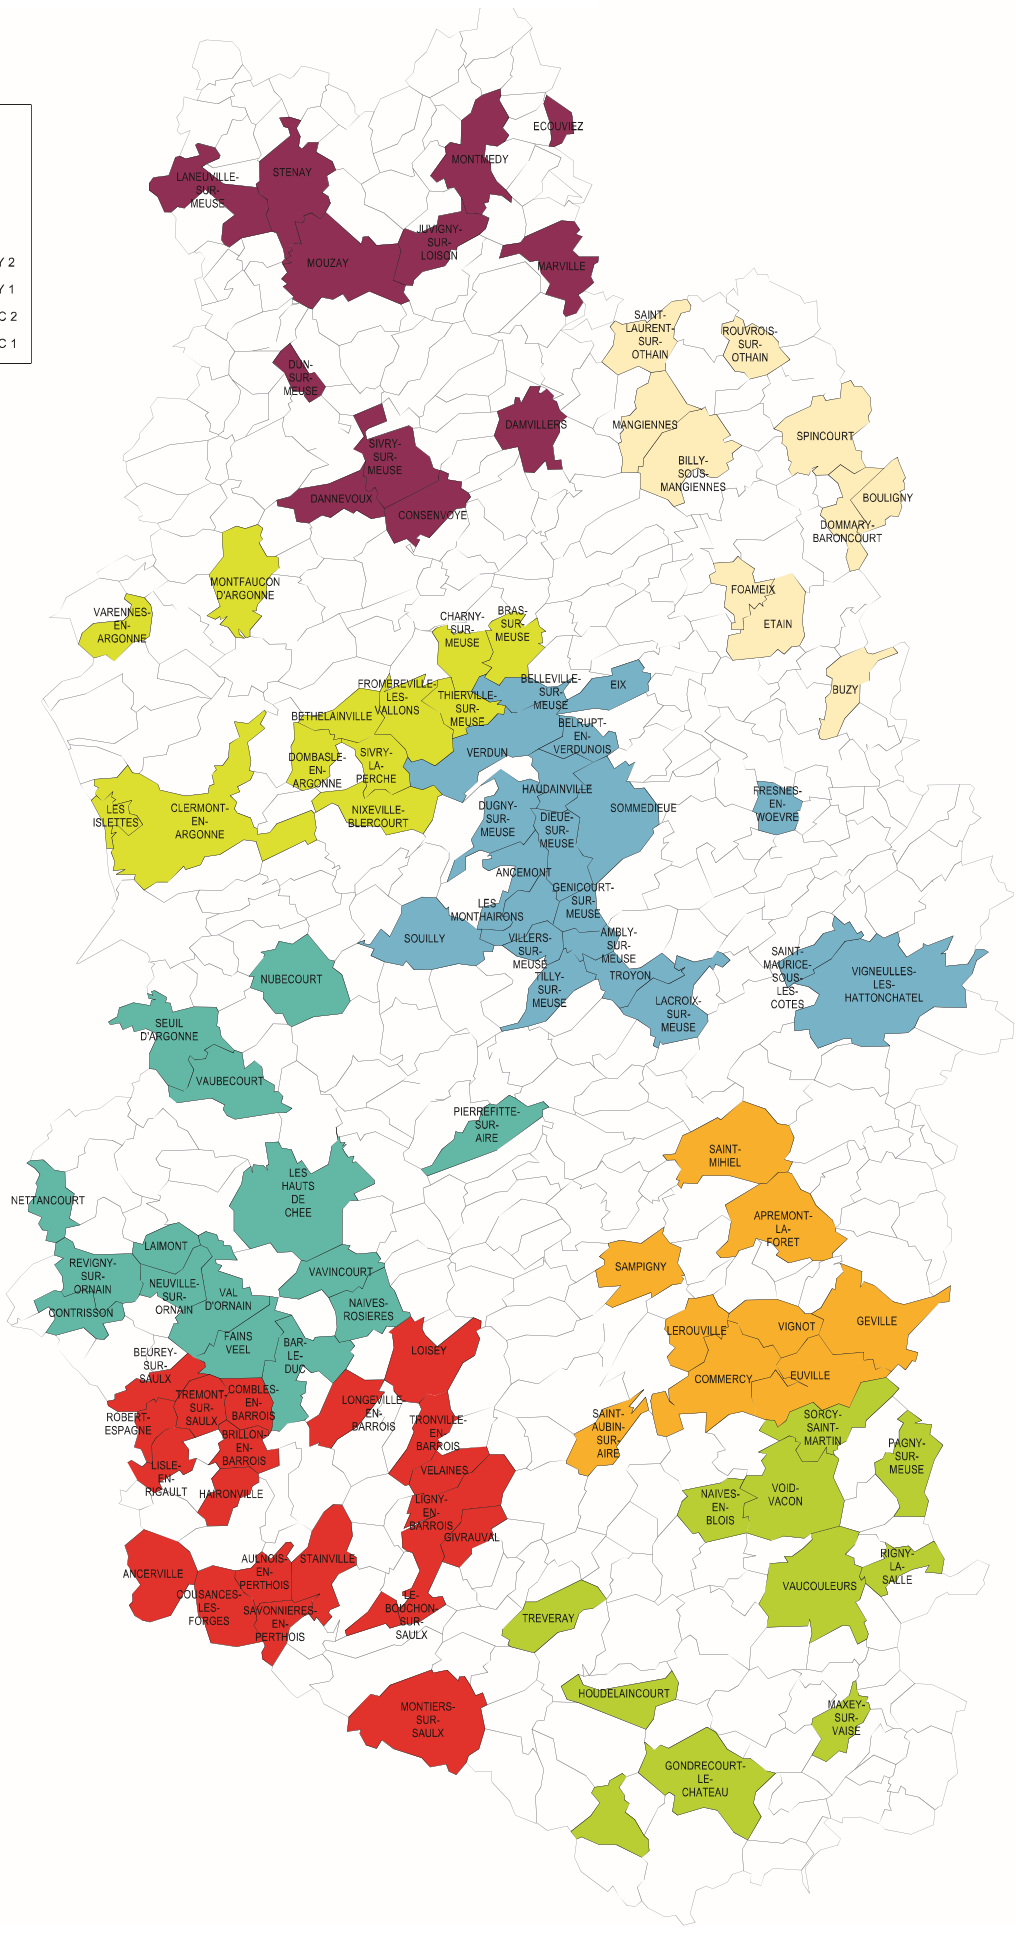 Y 2
Y 1
C 2
C 1
ECOUVIEZ
MONTMEDY
STENAY
LANEUVILLE-
SUR-
MEUSE
JUVIGNY-
SUR-
LOISON
MOUZAY
MARVILLE
SAINT-
LAURENT-
SUR-
OTHAIN
ROUVROIS-
SUR-
OTHAIN
DUN-
SUR-
MEUSE
DAMVILLERS
MANGIENNES
SPINCOURT
SIVRY-
SUR-
MEUSE
BILLY-
SOUS-
MANGIENNES
DANNEVOUX
CONSENVOYE
BOULIGNY
DOMMARY-
BARONCOURT
MONTFAUCON
D'ARGONNE
FOAMEIX
VARENNES-
EN-
ARGONNE
CHARNY-
SUR-
MEUSE
BRAS-
SUR-
MEUSE
ETAIN
FROMEREVILLE-
LES-
VALLONS
THIERVILLE-
SUR-
MEUSE
BELLEVILLE-
SUR-
MEUSE
EIX
BUZY
BETHELAINVILLE
BELRUPT-
EN-
VERDUNOIS
DOMBASLE-
EN-
ARGONNE
SIVRY-
LA-
PERCHE
VERDUN
HAUDAINVILLE
FRESNES-
EN-
WOEVRE
LES
ISLETTES
CLERMONT-
EN-
ARGONNE
NIXEVILLE-
BLERCOURT
DUGNY-
SUR-
MEUSE
DIEUE-
SUR-
MEUSE
SOMMEDIEUE
ANCEMONT
GENICOURT-
SUR-
MEUSE
LES
MONTHAIRONS
SOUILLY
VILLERS-
SUR-
MEUSE
AMBLY-
SUR-
MEUSE
SAINT-
MAURICE-
SOUS-
LES-
COTES
VIGNEULLES-
LES-
HATTONCHATEL
NUBECOURT
TILLY-
SUR-
MEUSE
TROYON
LACROIX-
SUR-
MEUSE
SEUIL
D'ARGONNE
VAUBECOURT
PIERREFITTE-
SUR-
AIRE
SAINT-
MIHIEL
LES
HAUTS
DE
CHEE
NETTANCOURT
APREMONT-
LA-
FORET
LAIMONT
REVIGNY-
SUR-
ORNAIN
NEUVILLE-
SUR-
ORNAIN
VAVINCOURT
SAMPIGNY
VAL
D'ORNAIN
CONTRISSON
NAIVES-
ROSIERES
LEROUVILLE
VIGNOT
GEVILLE
FAINS
VEEL
BAR-
LE-
DUC
BEUREY-
SUR-
SAULX
LOISEY
COMMERCY
EUVILLE
TREMONT-
SUR-
SAULX
COMBLES-
EN-
BARROIS
LONGEVILLE-
EN-
BARROIS
ROBERT-
ESPAGNE
TRONVILLE-
EN-
BARROIS
SAINT-
AUBIN-
SUR-
AIRE
SORCY-
SAINT-
MARTIN
BRILLON-
EN-
BARROIS
PAGNY-
SUR-
MEUSE
LISLE-
EN-
RIGAULT
HAIRONVILLE
VELAINES
LIGNY-
EN-
BARROIS
NAIVES-
EN-
BLOIS
VOID-
VACON
GIVRAUVAL
ANCERVILLE
AULNOIS-
EN-
PERTHOIS
STAINVILLE
RIGNY-
LA-
SALLE
COUSANCES-
LES-
FORGES
LE-
BOUCHON-
SUR-
SAULX
VAUCOULEURS
SAVONNIERES-
EN-
PERTHOIS
TREVERAY
HOUDELAINCOURT
MONTIERS-
SUR-
SAULX
MAXEY-
SUR-
VAISE
GONDRECOURT-
LE-
CHATEAU